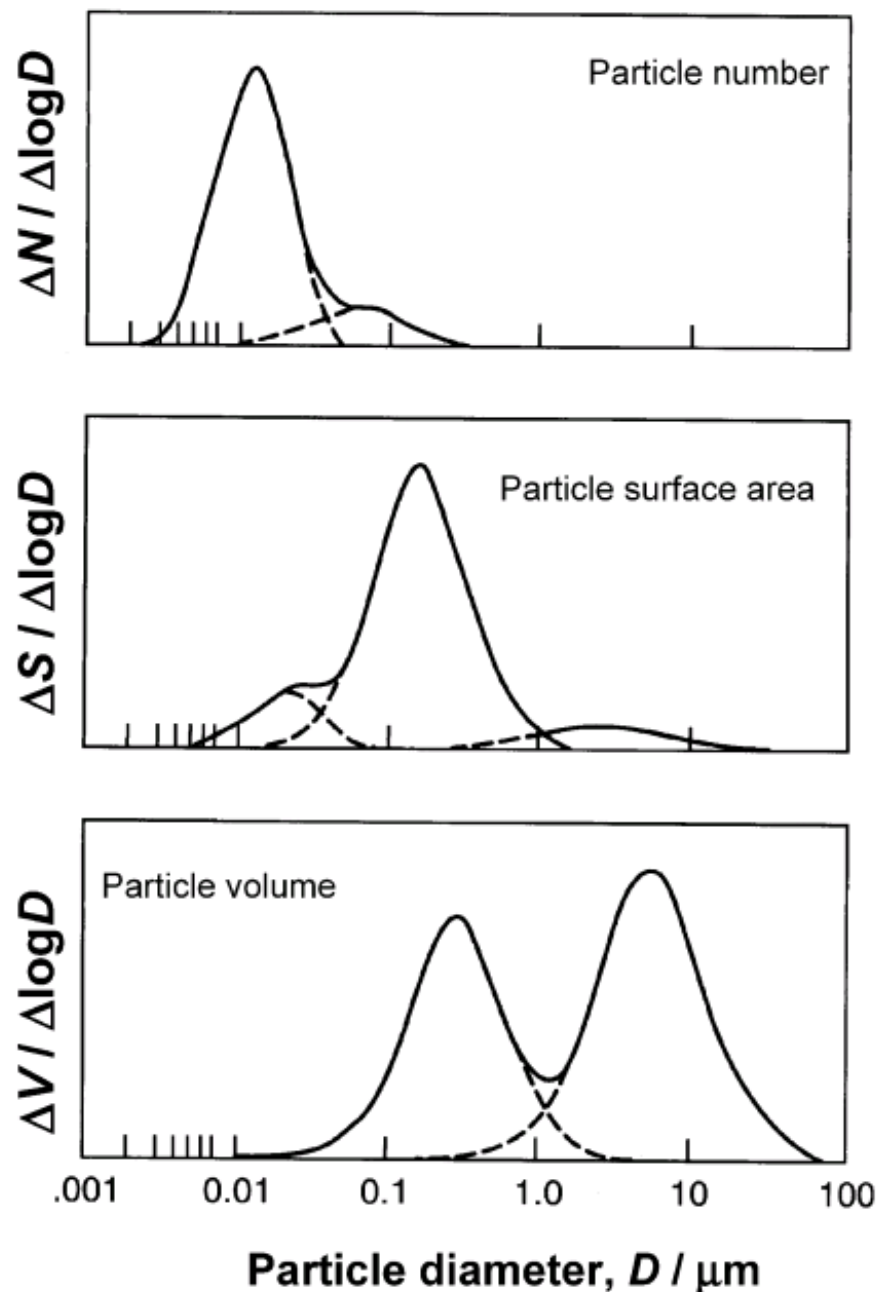 ΔN / ΔlogD
Particle number
ΔS / ΔlogD
Particle surface area
ΔV / ΔlogD
Particle volume
.001 0.01 0.1 1.0 10 100
Particle diameter, D / μm